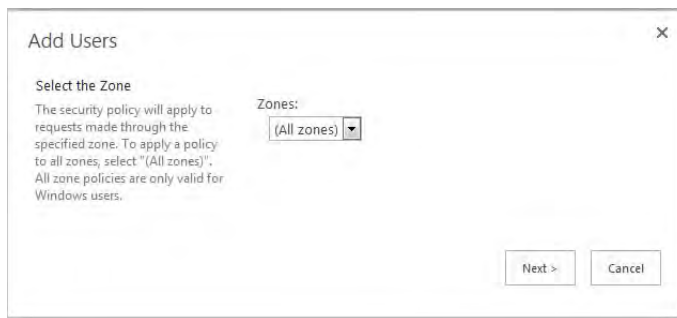 Add Users
Select the Zone
The security policy will apply to
requests made through the
specified zone. To apply a policy
to all zones, select "(All zones)".
All zone policies are only valid for
Windows users.
Zones:
(All zones)
Next >
Cancel